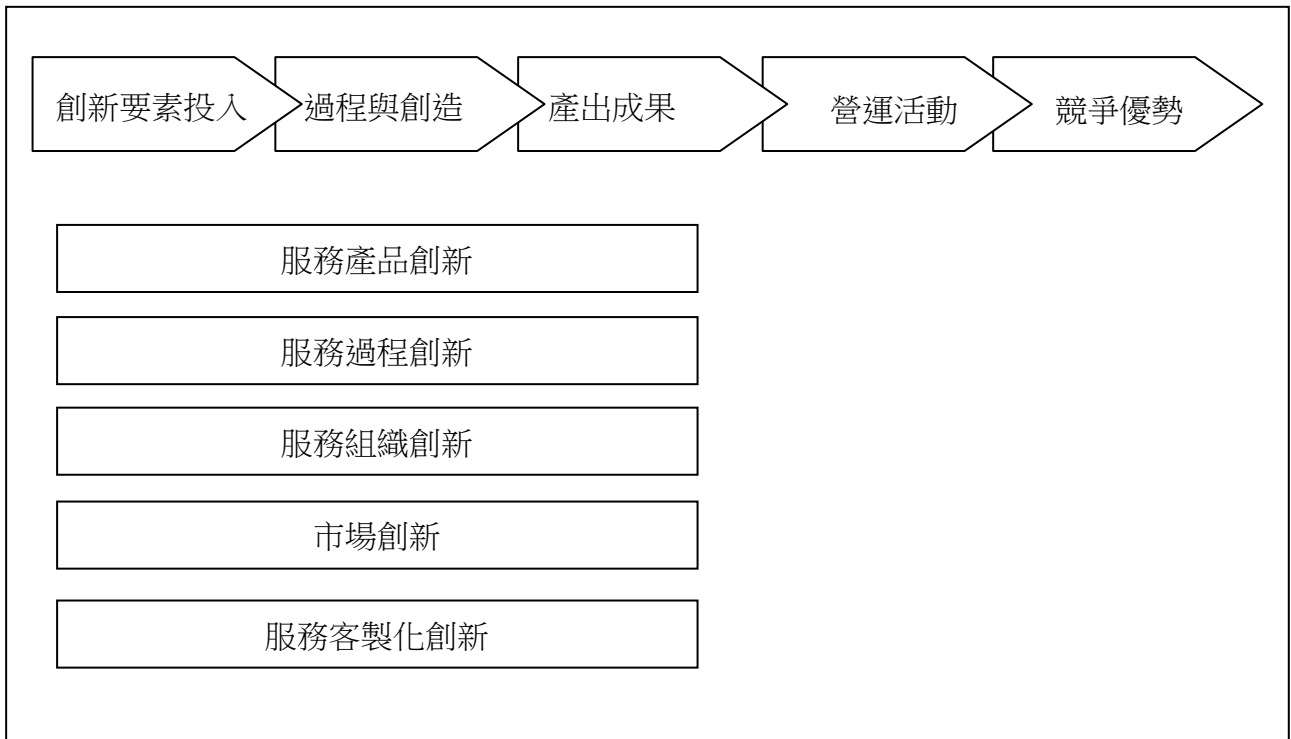 創新要素投入 過程與創造 產出成果 營運活動 競爭優勢
服務產品創新
服務過程創新
服務組織創新
市場創新
服務客製化創新